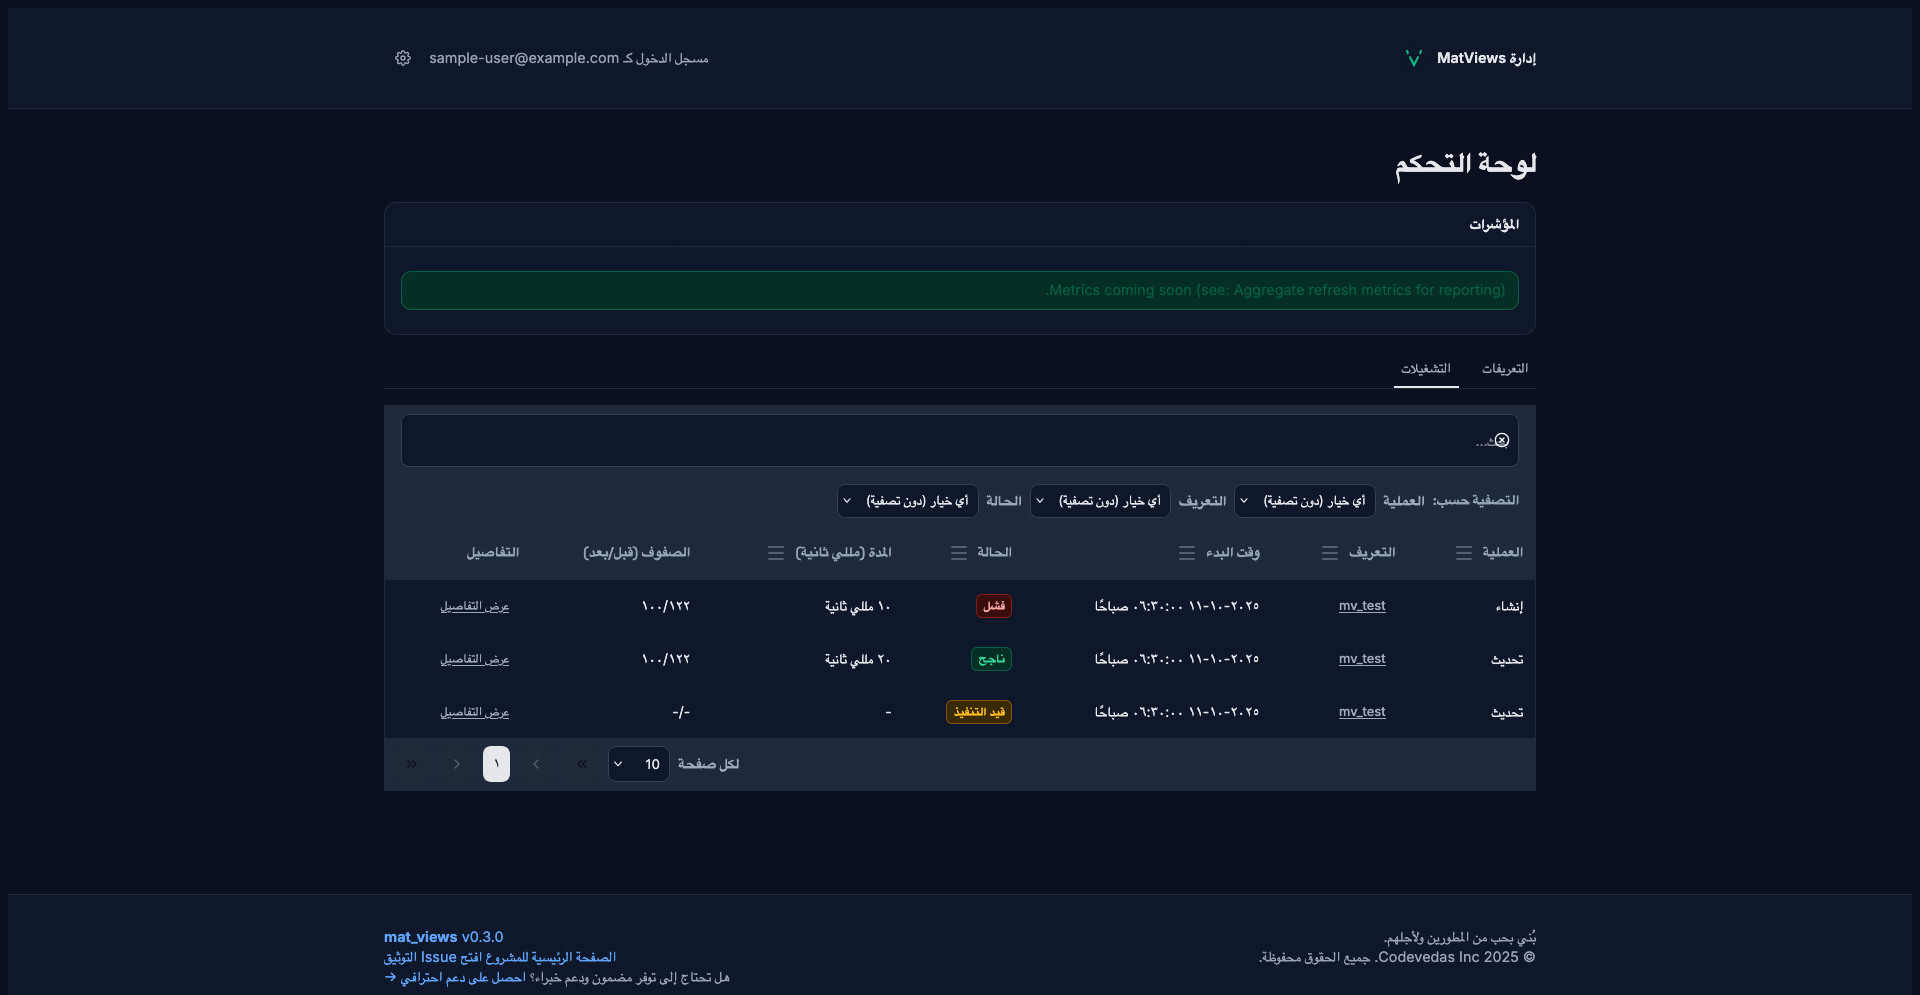 إدارة MatViews
مسجل الدخول كـ sample-user@example.com
لوحة التحكم
المؤشرات
Metrics coming soon (see: Aggregate refresh metrics for reporting).
التعريفات
التشغيلات
التصفية حسب: العملية أي خيار (دون تصفية) التعريف أي خيار (دون تصفية) الحالة أي خيار (دون تصفية)
العملية التعريف وقت البدء الحالة المدة (مللي ثانية) الصفوف (قبل/بعد) التفاصيل
إنشاء mv_test ٢٠٢٥-١٠-١١ ٠٦:٣٠:٠٠ صباحًا فشل ١٠ مللي ثانية ١٠٠/١٢٢ عرض التفاصيل
تحديث mv_test ٢٠٢٥-١٠-١١ ٠٦:٣٠:٠٠ صباحًا ناجح ٢٠ مللي ثانية ١٠٠/١٢٢ عرض التفاصيل
تحديث mv_test ٢٠٢٥-١٠-١١ ٠٦:٣٠:٠٠ صباحًا قيد التنفيذ - -/- عرض التفاصيل
لكل صفحة 10 « ‹ ١ › »
بُني بحب من المطورين ولأجلهم.
© 2025 Codevedas Inc. جميع الحقوق محفوظة.
mat_views v0.3.0
الصفحة الرئيسية للمشروع افتح Issue التوثيق
هل تحتاج إلى توفر مضمون ودعم خبراء؟ احصل على دعم احترافي →